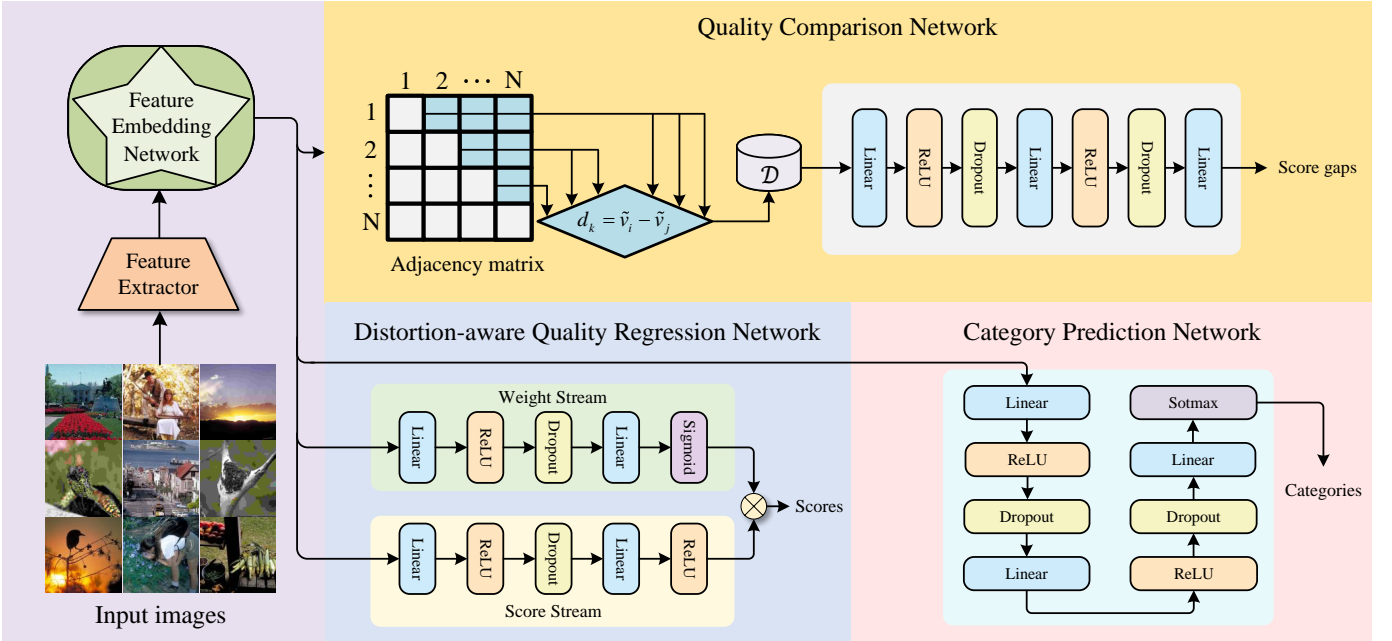 Quality Comparison Network
Feature
Embedding
Network
Feature
Extractor
Input images
1 2 ··· N
1
2
⋮
N
Adjacency matrix
d_k = ṽ_i − ṽ_j
𝒟
Linear
ReLU
Dropout
Linear
ReLU
Dropout
Linear
Score gaps
Distortion-aware Quality Regression Network
Weight Stream
Linear
ReLU
Dropout
Linear
Sigmoid
Scores
Linear
ReLU
Dropout
Linear
ReLU
Score Stream
Category Prediction Network
Linear
ReLU
Dropout
Linear
ReLU
Dropout
Linear
Sotmax
Categories